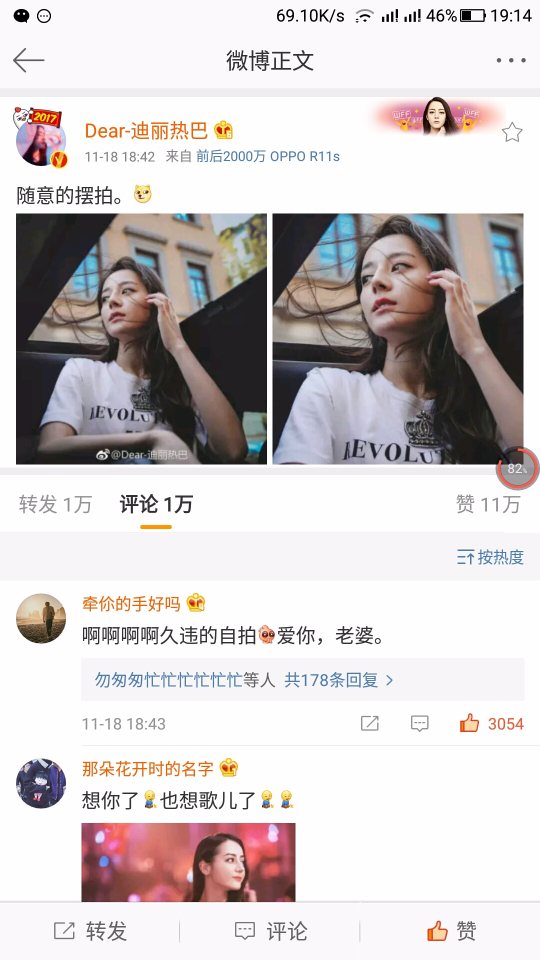 69.10K/s 46% 19:14
微博正文
2017
Dear-迪丽热巴
11-18 18:42 来自 前后2000万 OPPO R11s
随意的摆拍。
REVOLU
@Dear-迪丽热巴
REVOLUT
82%
转发 1万 评论 1万 赞 11万
按热度
牵你的手好吗
啊啊啊啊久违的自拍爱你，老婆。
勿匆匆忙忙忙忙忙忙等人 共178条回复 >
11-18 18:43 3054
那朵花开时的名字
想你了也想歌儿了
转发 评论 赞